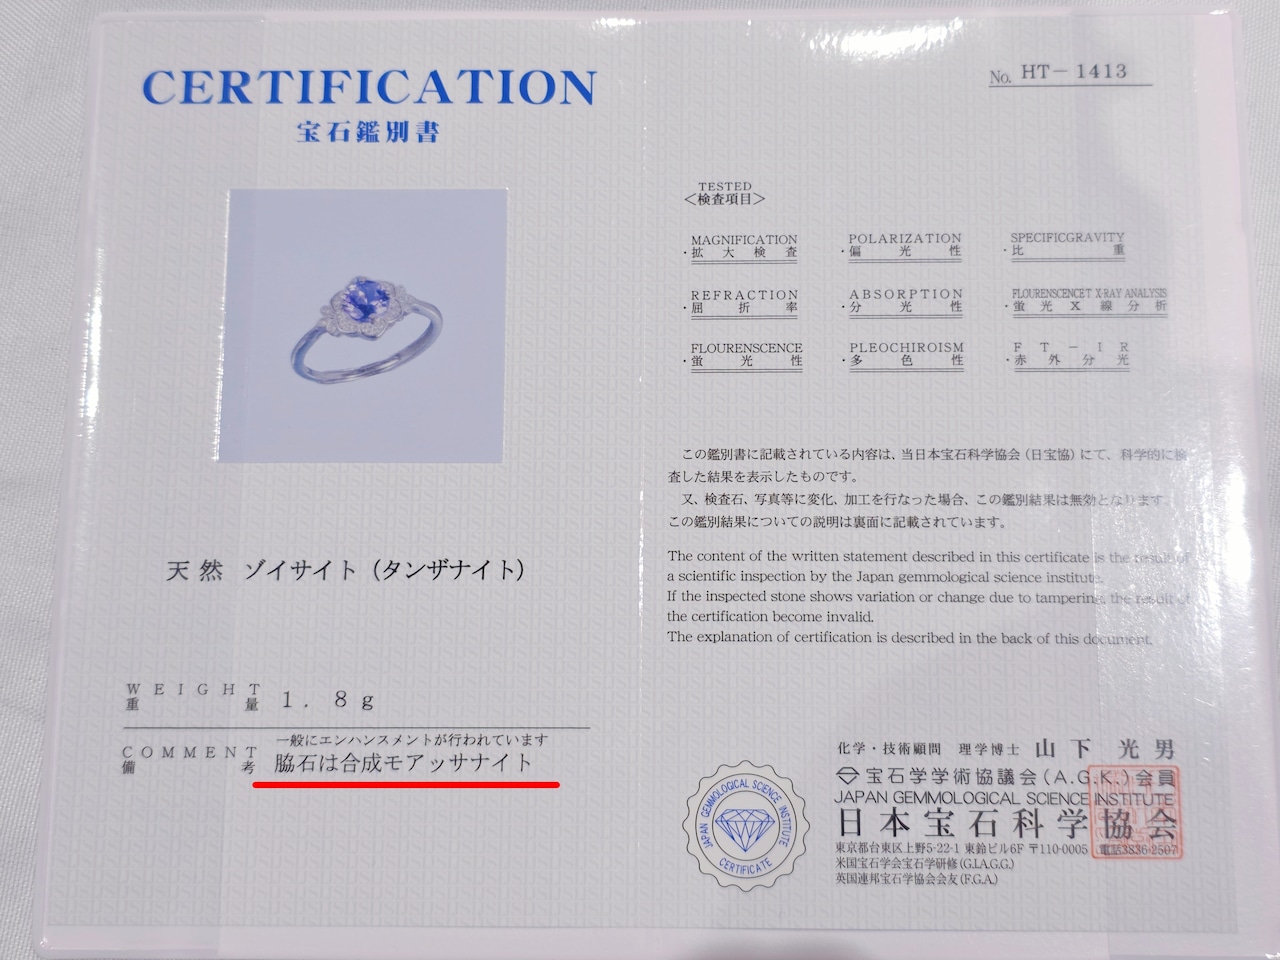 CERTIFICATION
宝石鑑別書
No. HT-1413
TESTED
＜検査項目＞
MAGNIFICATION
・拡大検査
POLARIZATION
・偏光性
SPECIFICGRAVITY
・比重
REFRACTION
・屈折率
ABSORPTION
・分光性
FLOURENSCENCET X-RAY ANALYSIS
・蛍光X線分析
FLOURENSCENCE
・蛍光性
PLEOCHIROISM
・多色性
FT-IR
・赤外分光
この鑑別書に記載されている内容は、当日本宝石科学協会（日宝協）にて、科学的に検
査した結果を表示したものです。
又、検査石、写真等に変化、加工を行なった場合、この鑑別結果は無効となります。
この鑑別結果についての説明は裏面に記載されています。
The content of the written statement described in this certificate is the result of
a scientific inspection by the Japan gemmological science institute.
If the inspected stone shows variation or change due to tampering, the result of
the certification become invalid.
The explanation of certification is described in the back of this document.
天然 ゾイサイト（タンザナイト）
WEIGHT
重量 1.8g
COMMENT
備考
一般にエンハンスメントが行われています
脇石は合成モアッサナイト
JAPAN GEMMOLOGICAL SCIENCE INSTITUTE
CERTIFICATE
化学・技術顧問 理学博士 山下 光男
宝石学学術協議会（A.G.K.）会員
JAPAN GEMMOLOGICAL SCIENCE INSTITUTE
日本宝石科学協会
東京都台東区上野5-22-1 東鈴ビル6F 〒110-0005 電話3836-2507
米国宝石学会宝石学研修(G.I.A.G.G.)
英国連邦宝石学協会会友(F.G.A.)